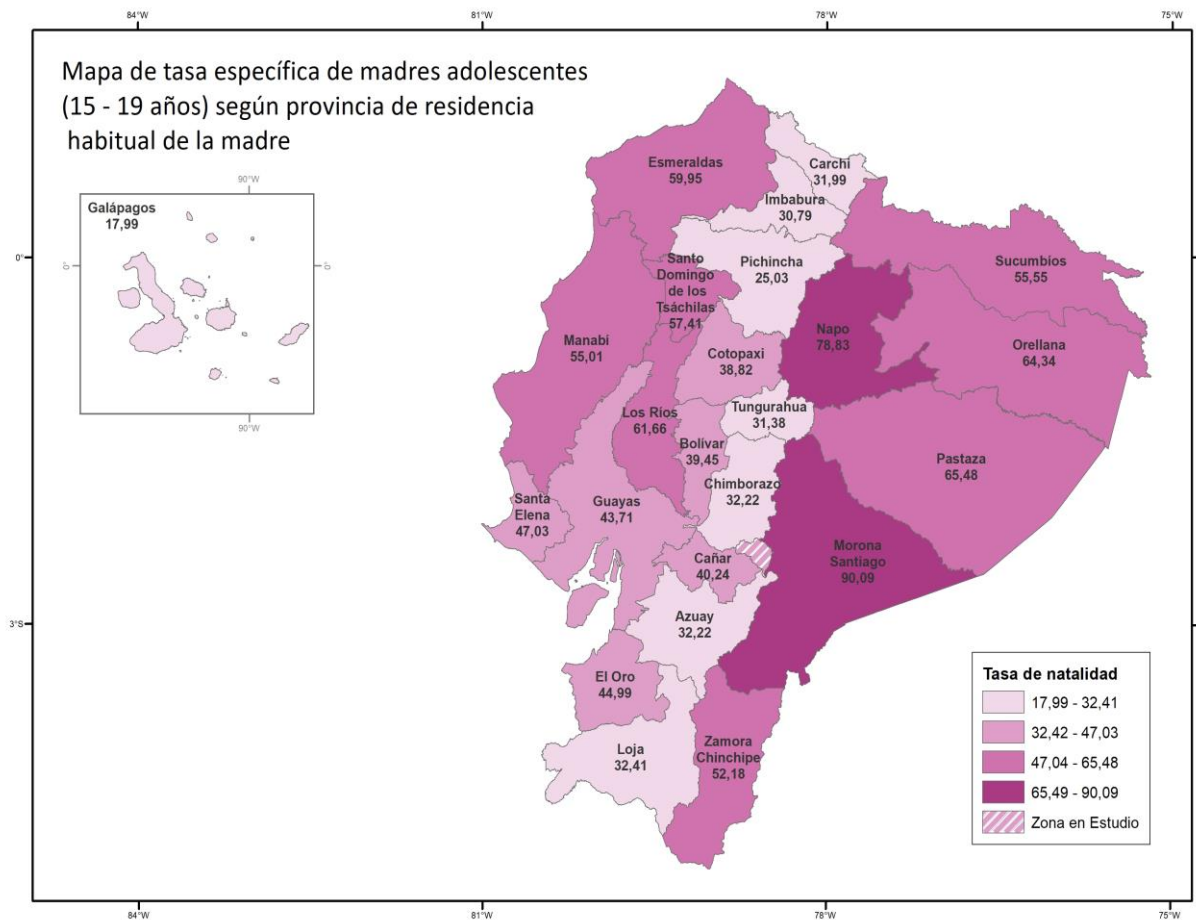 84°W
81°W
78°W
75°W
Mapa de tasa específica de madres adolescentes
(15 - 19 años) según provincia de residencia
habitual de la madre
90°W
Galápagos
17,99
0°
0°
0°
0°
90°W
Esmeraldas
59,95
Carchi
31,99
Imbabura
30,79
Pichincha
25,03
Sucumbíos
55,55
Santo
Domingo
de los
Tsáchilas
57,41
Manabí
55,01
Napo
78,83
Orellana
64,34
Cotopaxi
38,82
Los Ríos
61,66
Tungurahua
31,38
Bolívar
39,45
Pastaza
65,48
Chimborazo
32,22
Santa
Elena
47,03
Guayas
43,71
Morona
Santiago
90,09
Cañar
40,24
Azuay
32,22
3°S
3°S
El Oro
44,99
Loja
32,41
Zamora
Chinchipe
52,18
Tasa de natalidad
17,99 - 32,41
32,42 - 47,03
47,04 - 65,48
65,49 - 90,09
Zona en Estudio
84°W
81°W
78°W
75°W